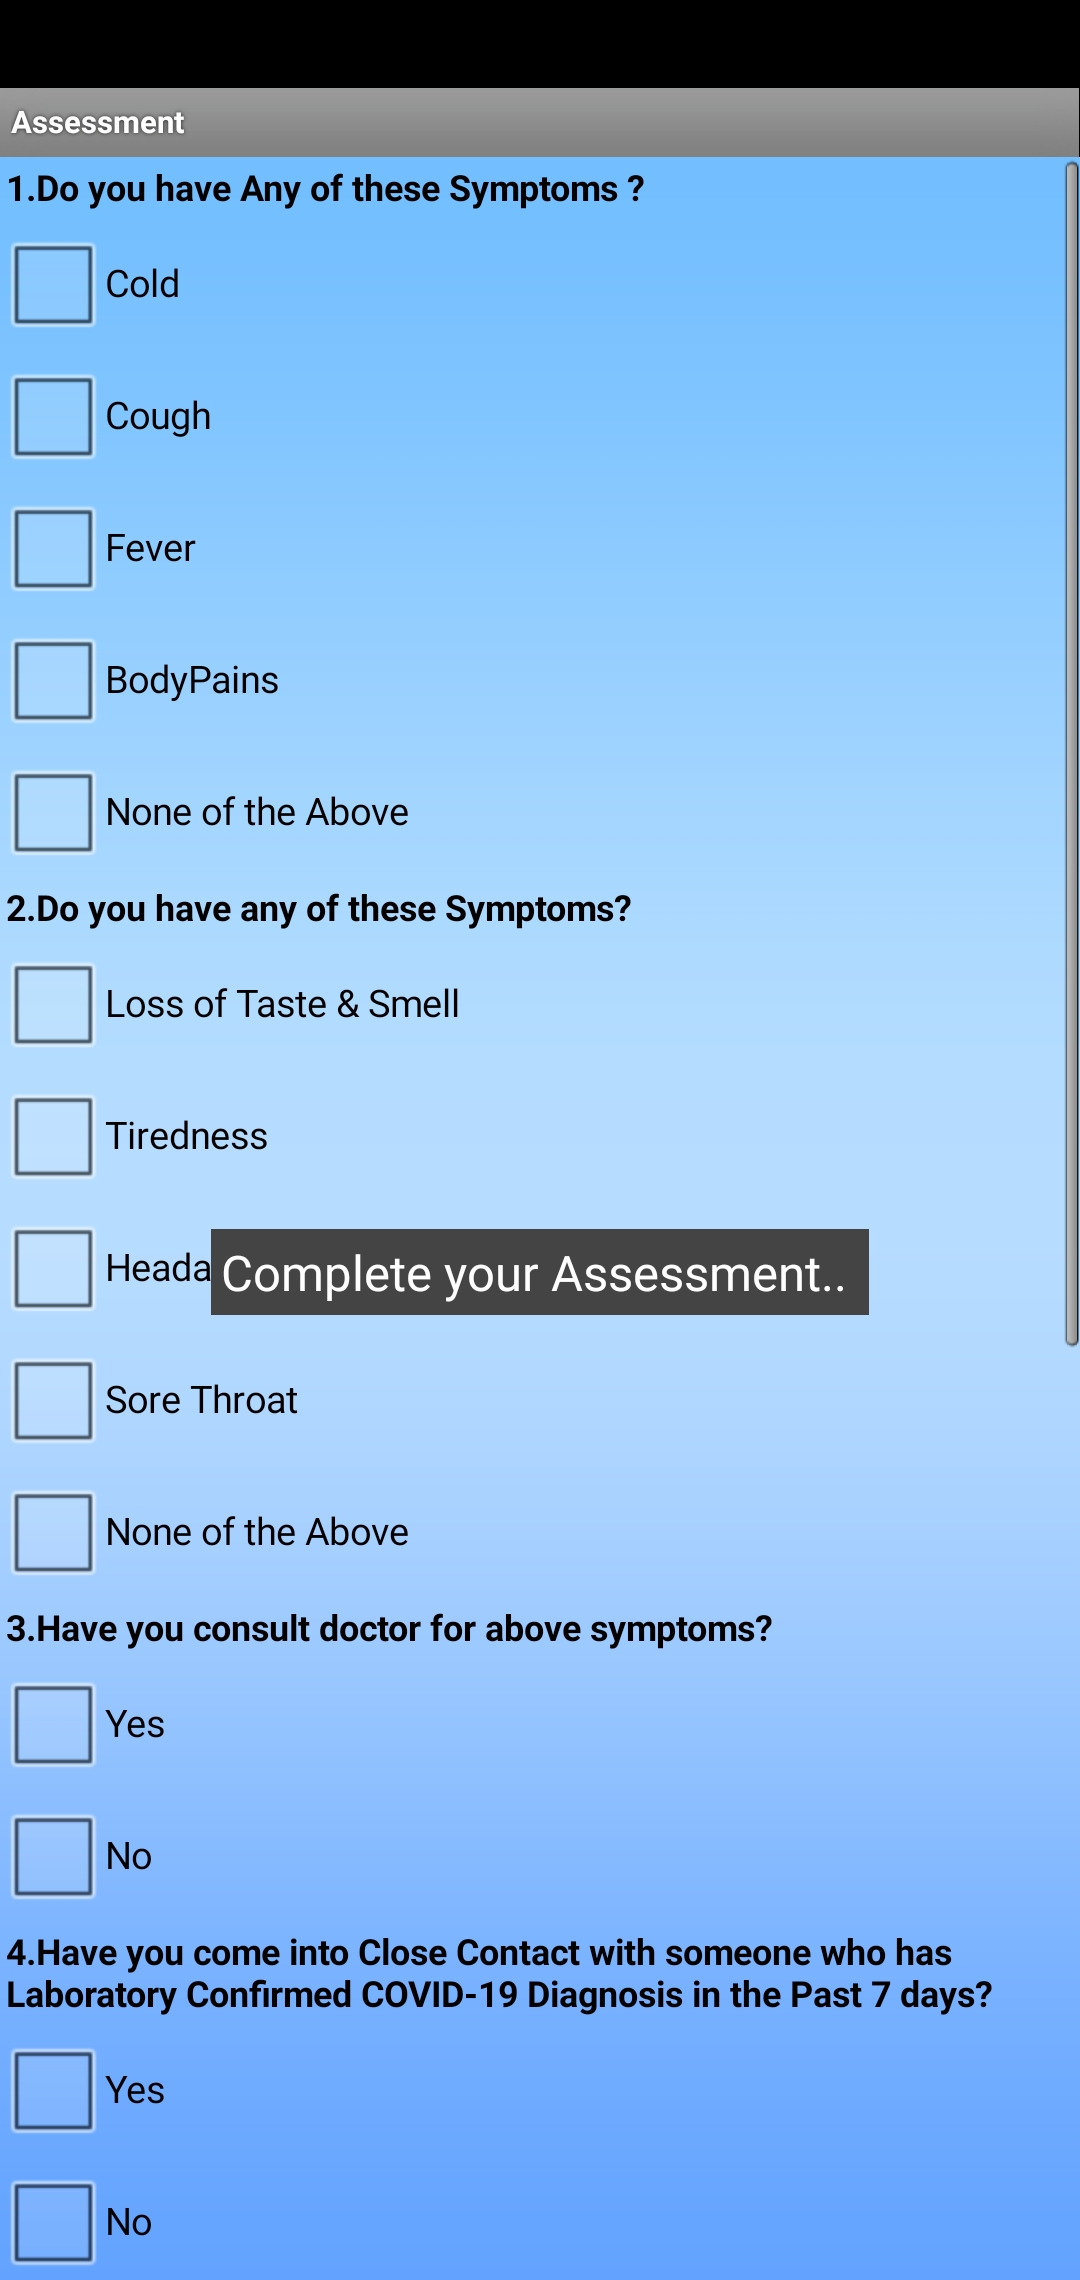 Assessment
1.Do you have Any of these Symptoms ?
Cold
Cough
Fever
BodyPains
None of the Above
2.Do you have any of these Symptoms?
Loss of Taste & Smell
Tiredness
Heada
Complete your Assessment..
Sore Throat
None of the Above
3.Have you consult doctor for above symptoms?
Yes
No
4.Have you come into Close Contact with someone who has
Laboratory Confirmed COVID-19 Diagnosis in the Past 7 days?
Yes
No